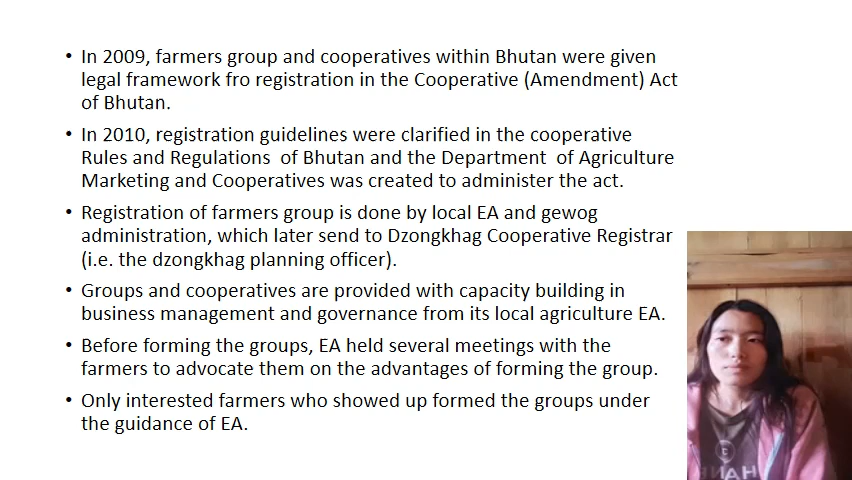 • In 2009, farmers group and cooperatives within Bhutan were given
legal framework fro registration in the Cooperative (Amendment) Act
of Bhutan.
• In 2010, registration guidelines were clarified in the cooperative
Rules and Regulations of Bhutan and the Department of Agriculture
Marketing and Cooperatives was created to administer the act.
• Registration of farmers group is done by local EA and gewog
administration, which later send to Dzongkhag Cooperative Registrar
(i.e. the dzongkhag planning officer).
• Groups and cooperatives are provided with capacity building in
business management and governance from its local agriculture EA.
• Before forming the groups, EA held several meetings with the
farmers to advocate them on the advantages of forming the group.
• Only interested farmers who showed up formed the groups under
the guidance of EA.